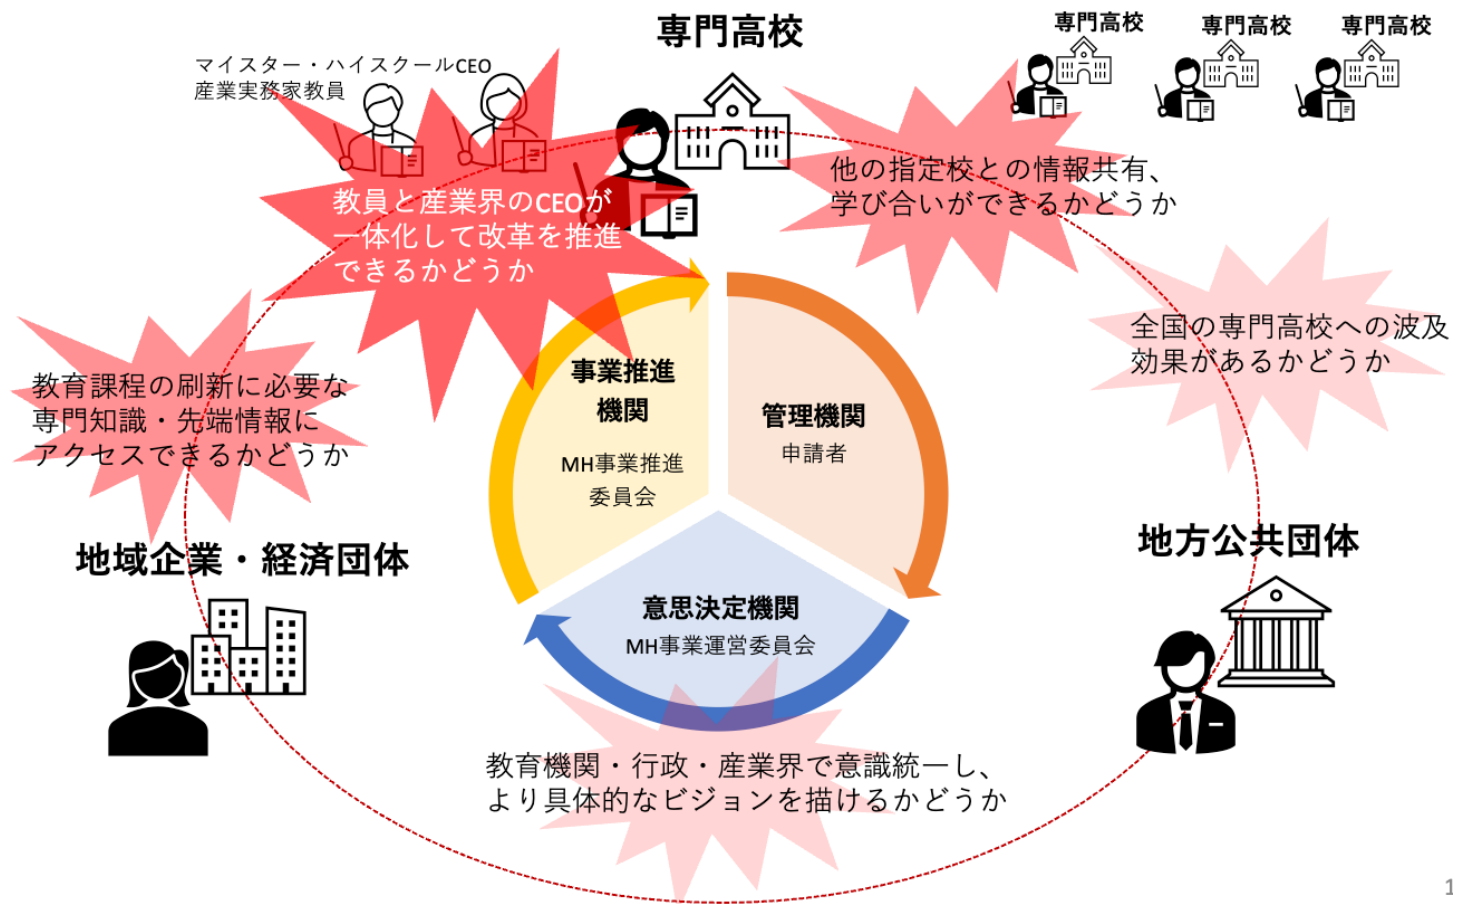 専門高校
専門高校
専門高校
専門高校
マイスター・ハイスクールCEO
産業実務家教員
他の指定校との情報共有、
学び合いができるかどうか
教員と産業界のCEOが
一体化して改革を推進
できるかどうか
全国の専門高校への波及
効果があるかどうか
教育課程の刷新に必要な
専門知識・先端情報に
アクセスできるかどうか
事業推進
機関
MH事業推進
委員会
管理機関
申請者
地域企業・経済団体
地方公共団体
意思決定機関
MH事業運営委員会
教育機関・行政・産業界で意識統一し、
より具体的なビジョンを描けるかどうか
1